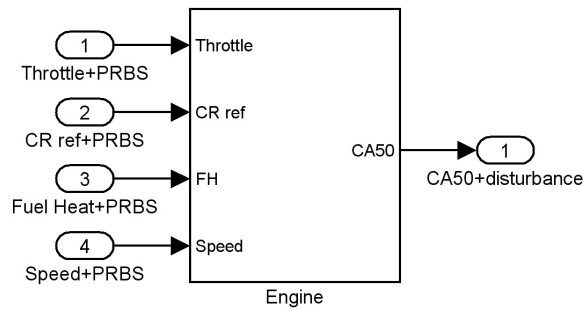 1
Throttle+PRBS
Throttle
2
CR ref+PRBS
CR ref
3
Fuel Heat+PRBS
FH
4
Speed+PRBS
Speed
CA50
1
CA50+disturbance
Engine